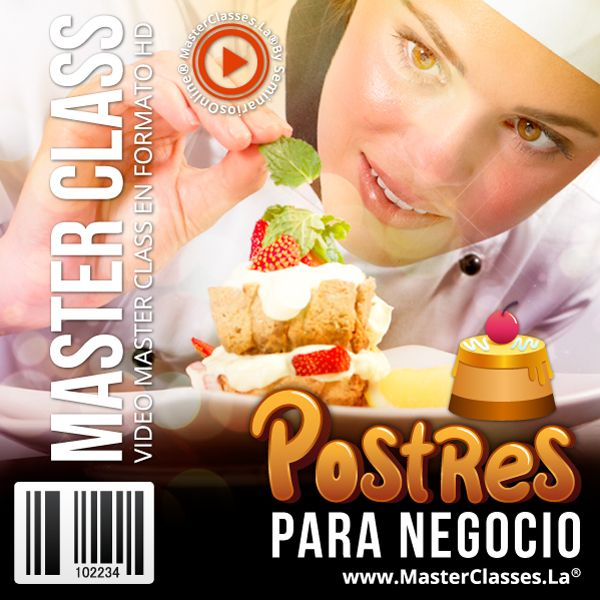 MasterClasses.La® By SeminariosOnline®
MASTER CLASS
VIDEO MASTER CLASS EN FORMATO HD
Postres
PARA NEGOCIO
102234
www.MasterClasses.La®